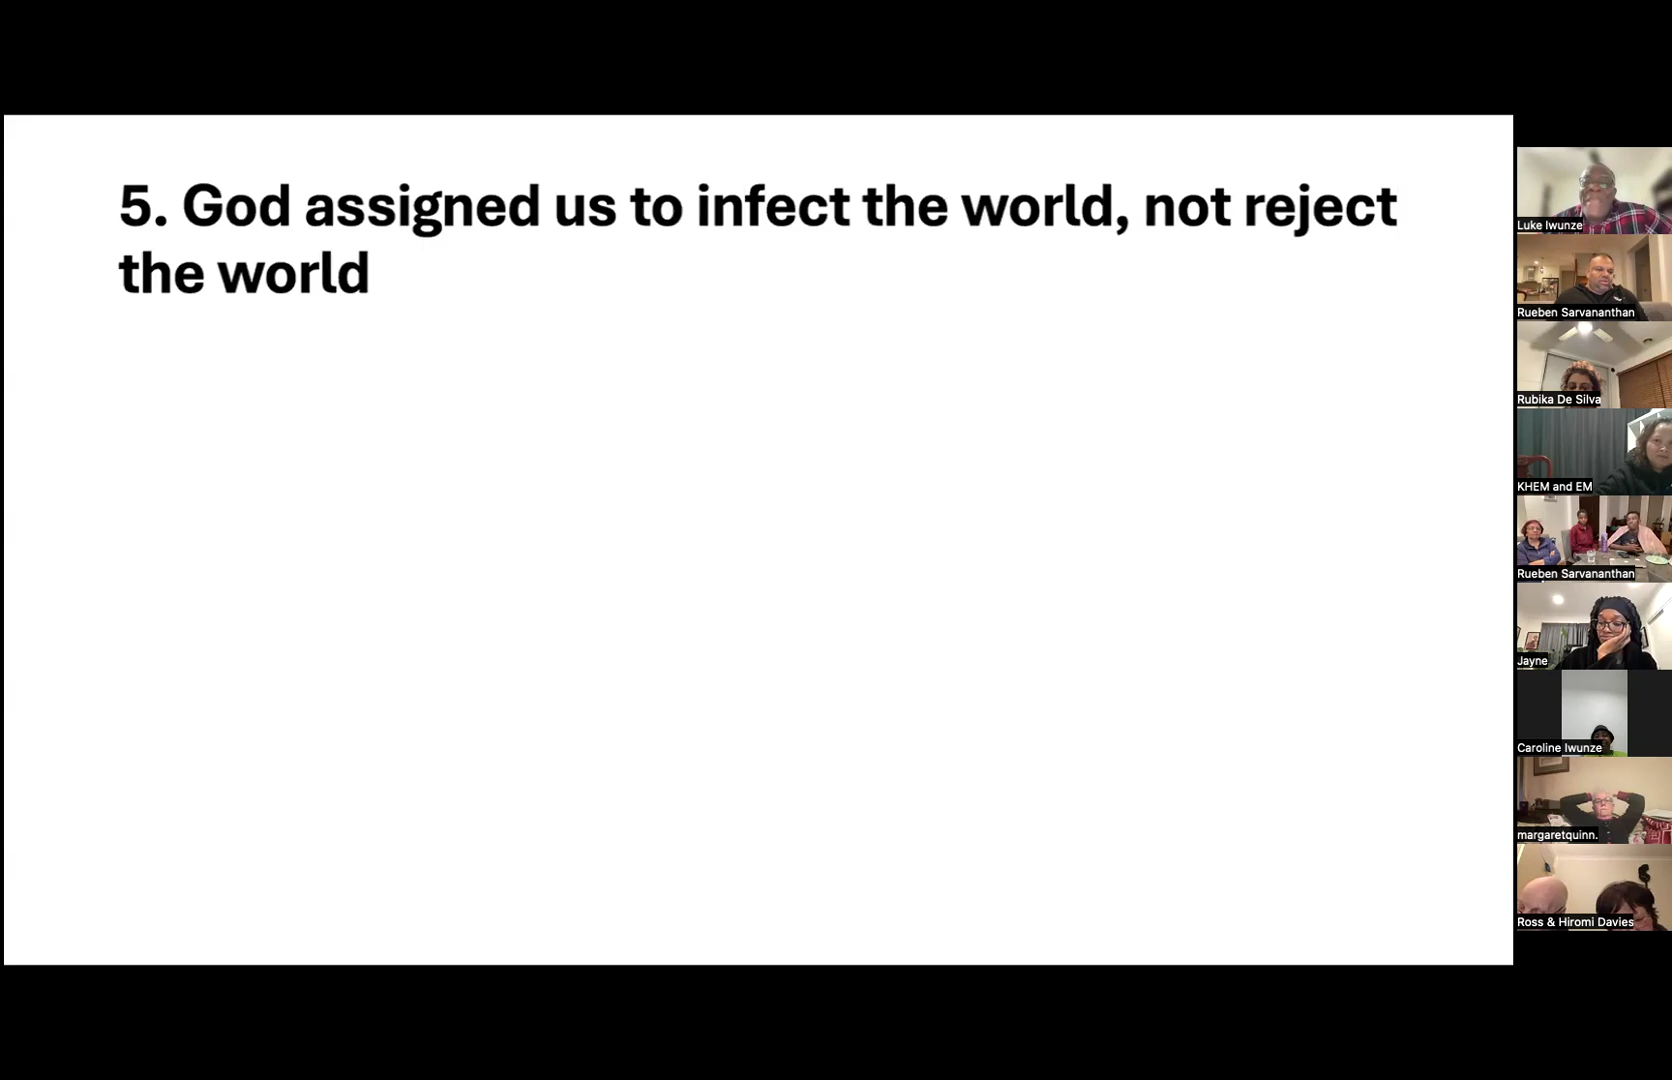 5. God assigned us to infect the world, not reject
the world
Luke Iwunze
Rueben Sarvananthan
Rubika De Silva
KHEM and EM
Rueben Sarvananthan
Jayne
Caroline Iwunze
margaretquinn.
Ross & Hiromi Davies